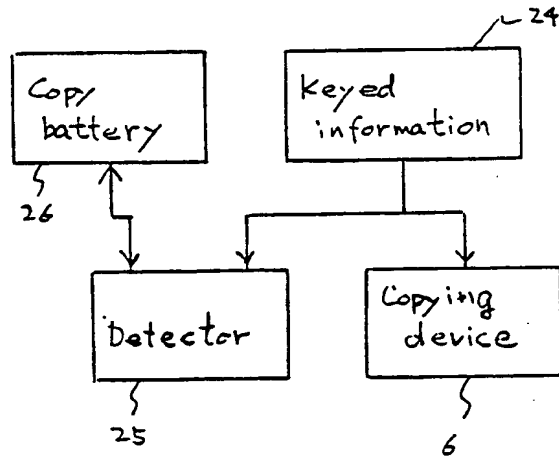 24
Copy
battery
Keyed
information
26
Detector
Copying
device
25
6